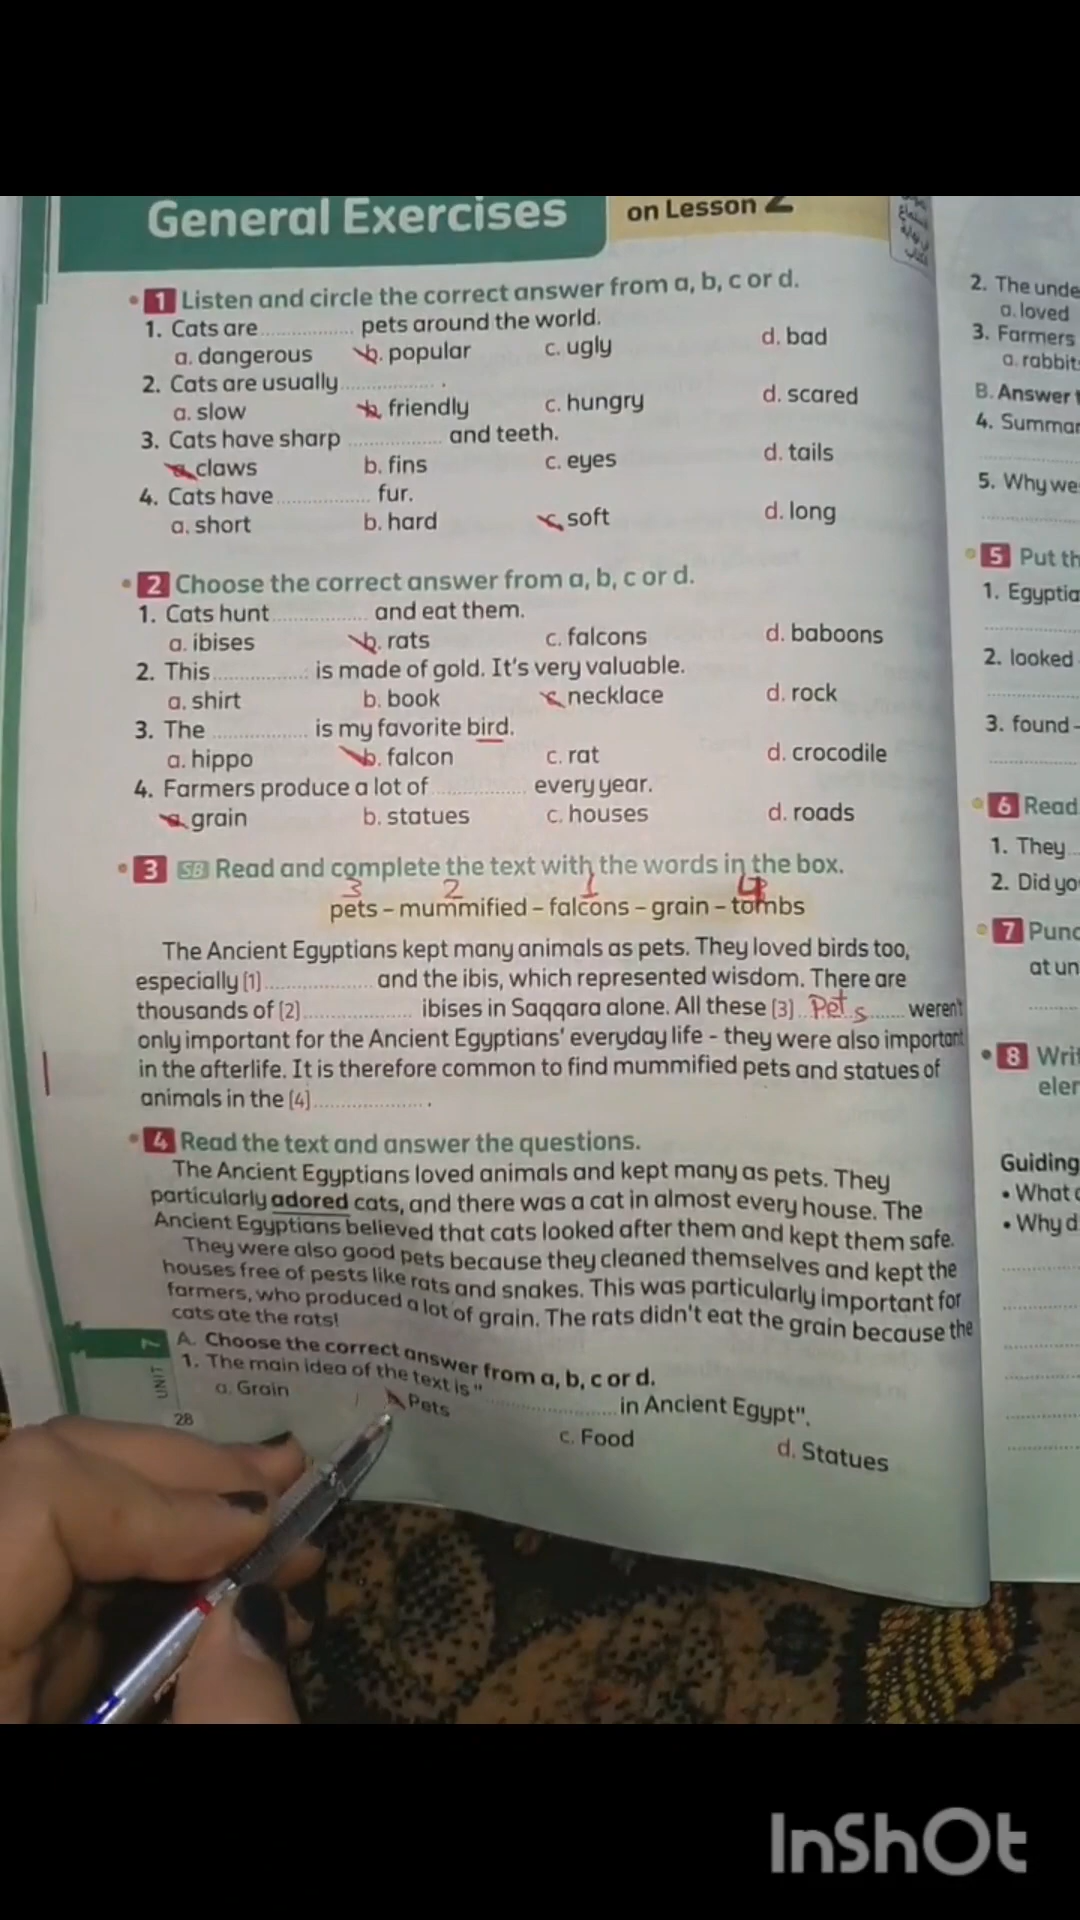 General Exercises on Lesson 2
1 Listen and circle the correct answer from a, b, c or d.
1. Cats are .............. pets around the world.
a. dangerous b. popular c. ugly d. bad
2. Cats are usually .............. .
a. slow b. friendly c. hungry d. scared
3. Cats have sharp .............. and teeth.
a. claws b. fins c. eyes d. tails
4. Cats have .............. fur.
a. short b. hard c. soft d. long
2 Choose the correct answer from a, b, c or d.
1. Cats hunt .............. and eat them.
a. ibises b. rats c. falcons d. baboons
2. This .............. is made of gold. It's very valuable.
a. shirt b. book c. necklace d. rock
3. The .............. is my favorite bird.
a. hippo b. falcon c. rat d. crocodile
4. Farmers produce a lot of .............. every year.
a. grain b. statues c. houses d. roads
3 SB Read and complete the text with the words in the box.
3 2 1 4
pets – mummified – falcons – grain – tombs
The Ancient Egyptians kept many animals as pets. They loved birds too,
especially (1) .............. and the ibis, which represented wisdom. There are
thousands of (2) .............. ibises in Saqqara alone. All these (3) Pets weren't
only important for the Ancient Egyptians' everyday life - they were also important
in the afterlife. It is therefore common to find mummified pets and statues of
animals in the (4) .............. .
4 Read the text and answer the questions.
The Ancient Egyptians loved animals and kept many as pets. They
particularly adored cats, and there was a cat in almost every house. The
Ancient Egyptians believed that cats looked after them and kept them safe.
They were also good pets because they cleaned themselves and kept the
houses free of pests like rats and snakes. This was particularly important for
farmers, who produced a lot of grain. The rats didn't eat the grain because the
cats ate the rats!
A. Choose the correct answer from a, b, c or d.
1. The main idea of the text is " .............. in Ancient Egypt".
a. Grain Pets c. Food d. Statues
UNIT 7
28
2. The unde
a. loved
3. Farmers
a. rabbit
B. Answer
4. Summar
5. Why we
5 Put th
1. Egyptia
2. looked
3. found -
6 Read
1. They
2. Did yo
7 Punc
at un
8 Writ
eler
Guiding
• What
• Why d
InShOt